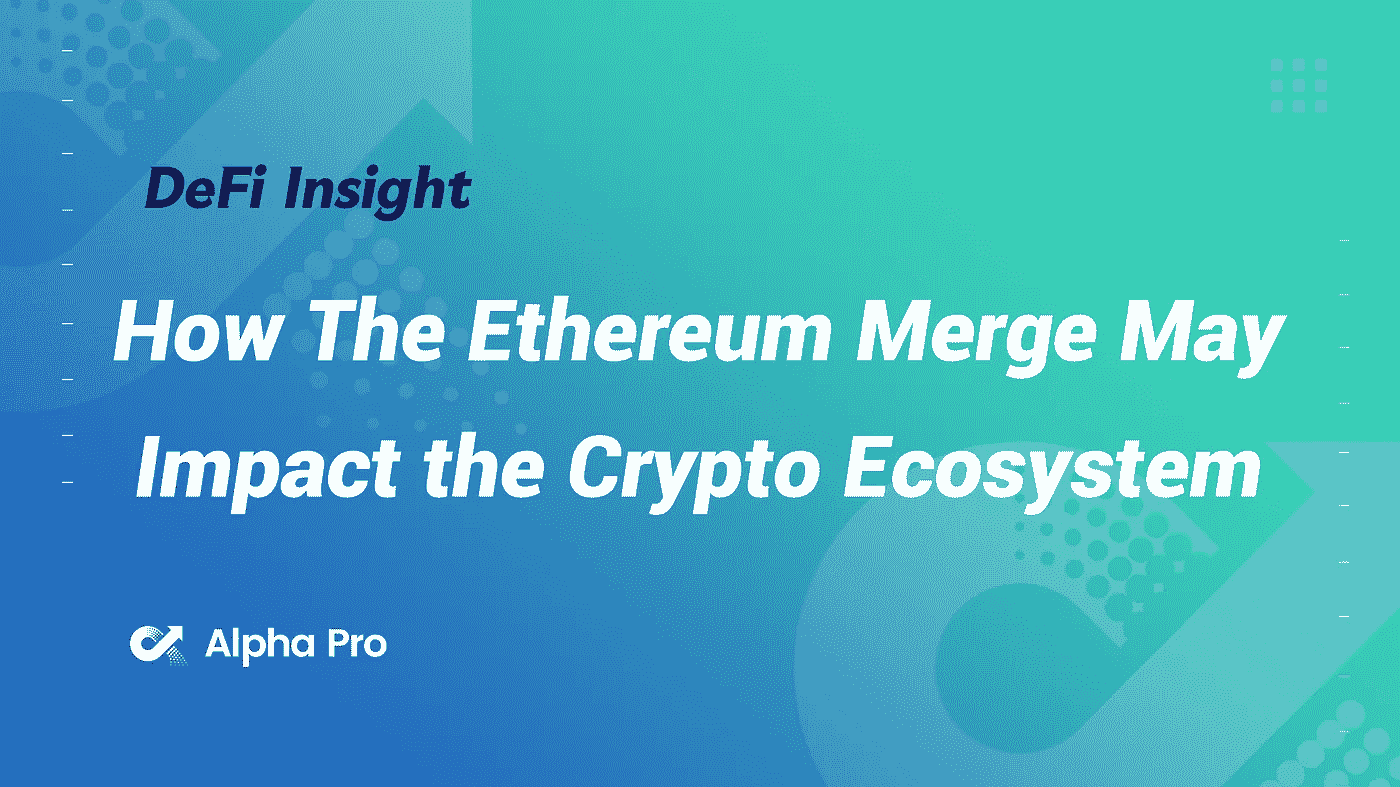 DeFi Insight
How The Ethereum Merge May
Impact the Crypto Ecosystem
Alpha Pro